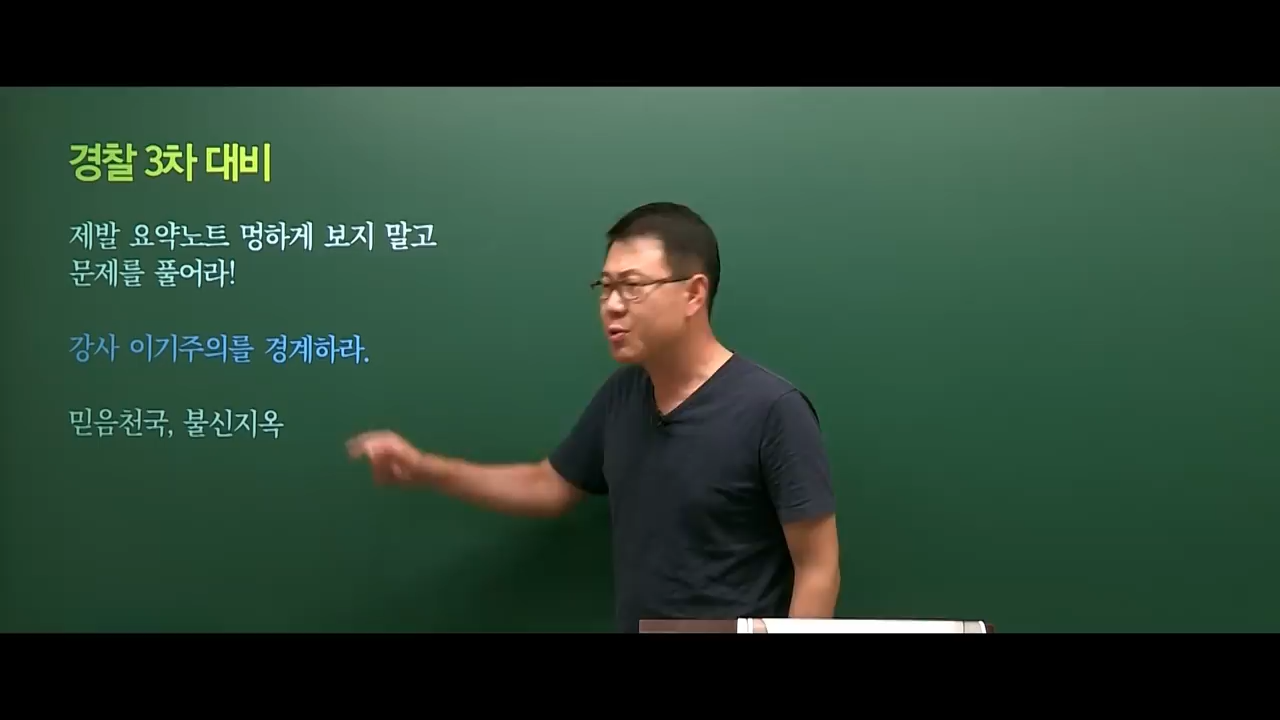 경찰 3차 대비
제발 요약노트 멍하게 보지 말고
문제를 풀어라!
강사 이기주의를 경계하라.
믿음천국, 불신지옥